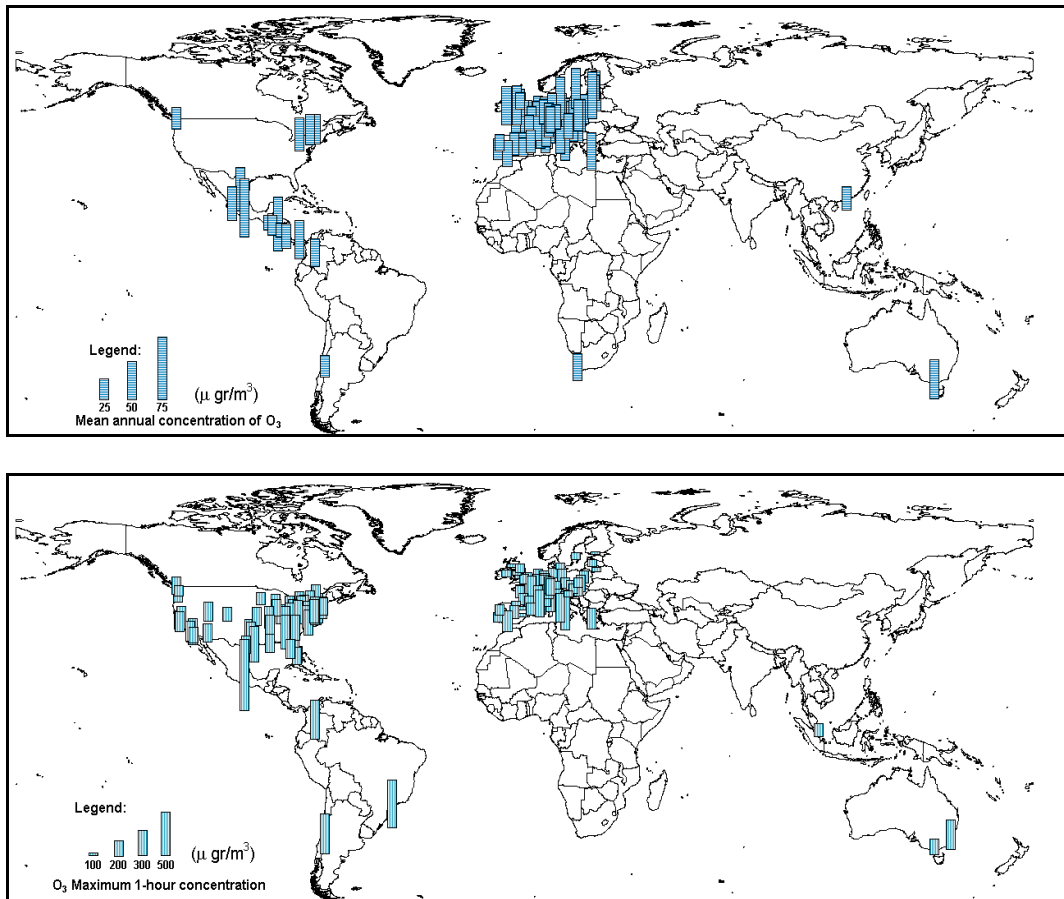 Legend:
(μ gr/m³)
25 50 75
Mean annual concentration of O₃
Legend:
(μ gr/m³)
100 200 300 500
O₃ Maximum 1-hour concentration